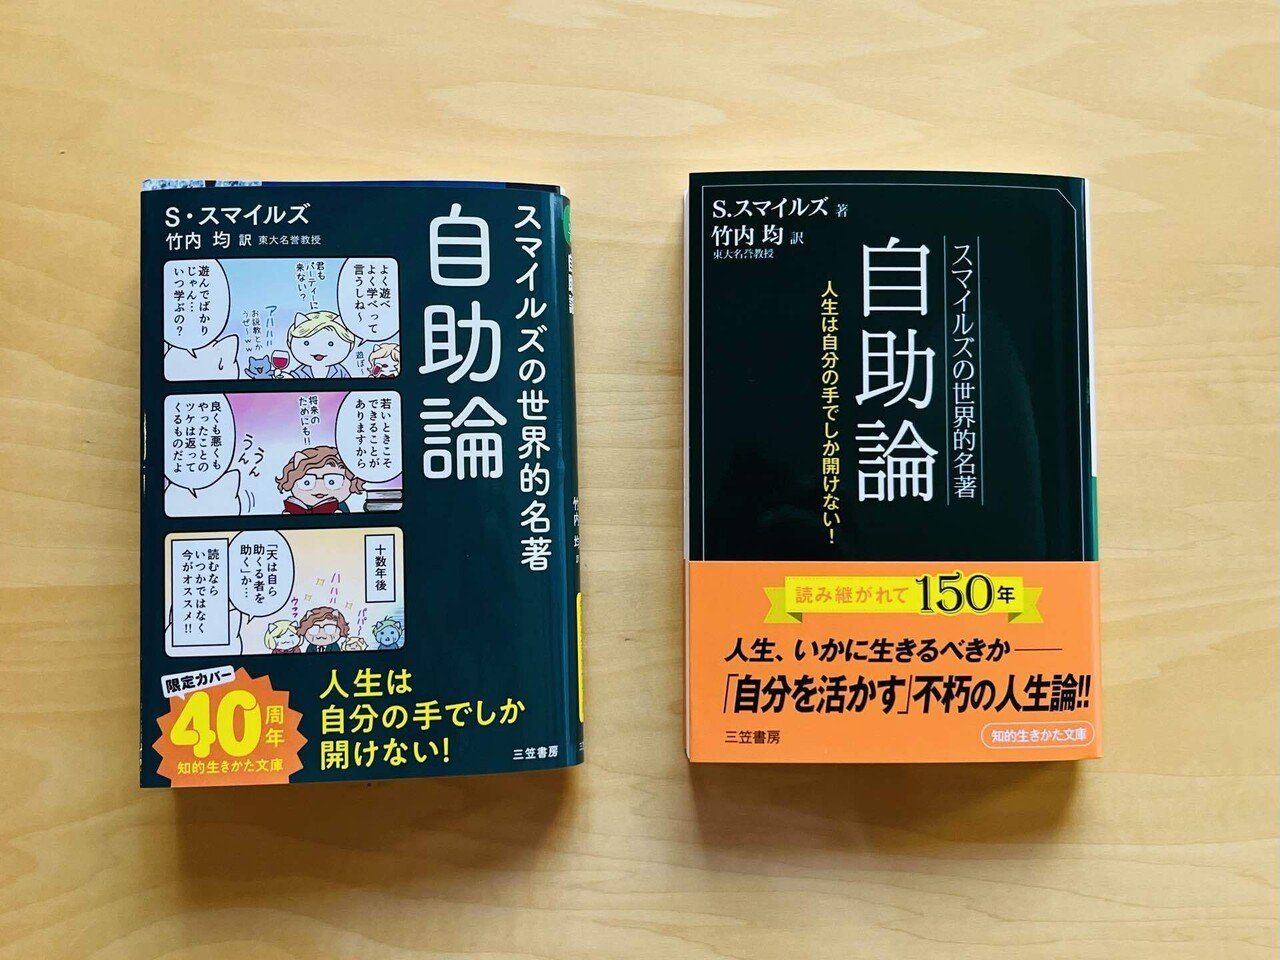 S・スマイルズ
竹内 均 訳 東大名誉教授
スマイルズの世界的名著
自助論
よく遊べ
よく学べって
言うしね～
君も
パーティーに
来ない?
アハハハ
お説教とか
うぜーww
遊ぼ～
遊んでばかり
じゃん…
いつ学ぶの?
若いときこそ
できることが
ありますから
将来の
ためにも!!
うん
うん
良くも悪くも
やったことの
ツケは返って
くるものだよ
十数年後
ハハハ
「天は自ら
助くる者を
助く」か…
読むなら
いつかではなく
今がオススメ!!
限定カバー
40周年
知的生きかた文庫
人生は
自分の手でしか
開けない!
三笠書房
自助論
竹内 均
S.スマイルズ 著
竹内 均 訳
東大名誉教授
スマイルズの世界的名著
自助論
人生は自分の手でしか開けない!
読み継がれて150年
人生、いかに生きるべきか――
「自分を活かす」不朽の人生論!!
三笠書房
知的生きかた文庫